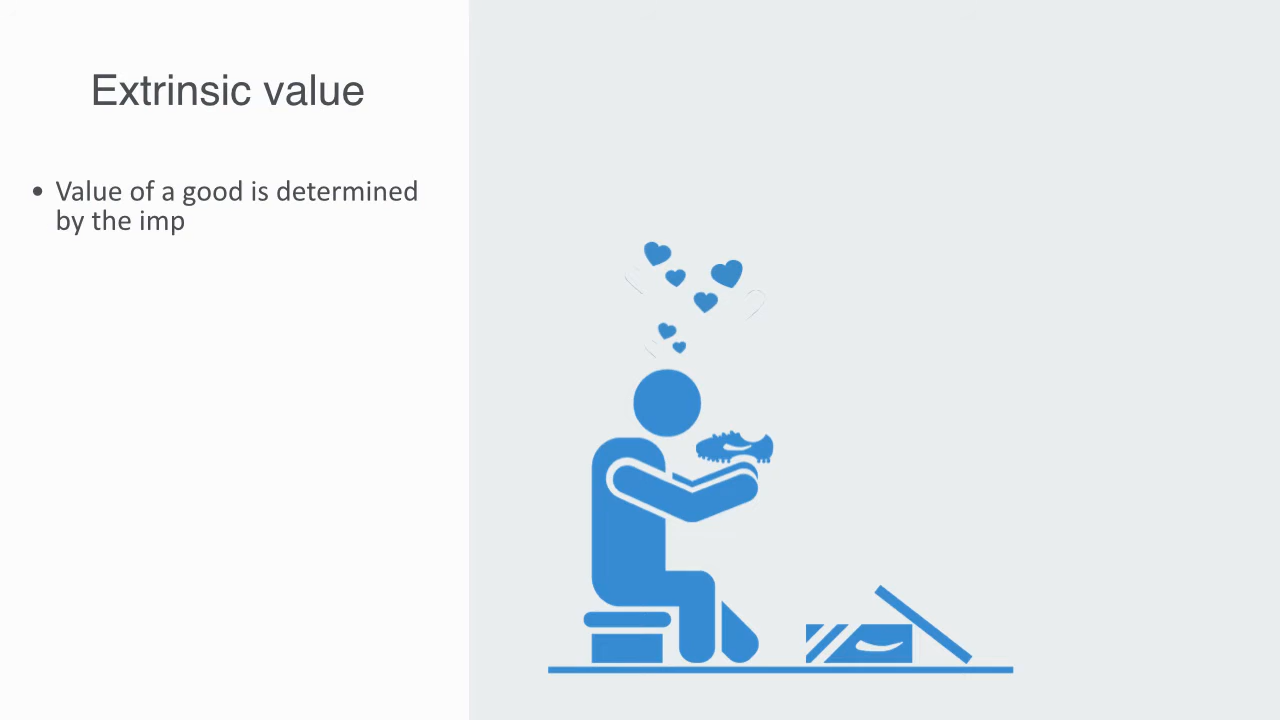 Extrinsic value
• Value of a good is determined
by the imp